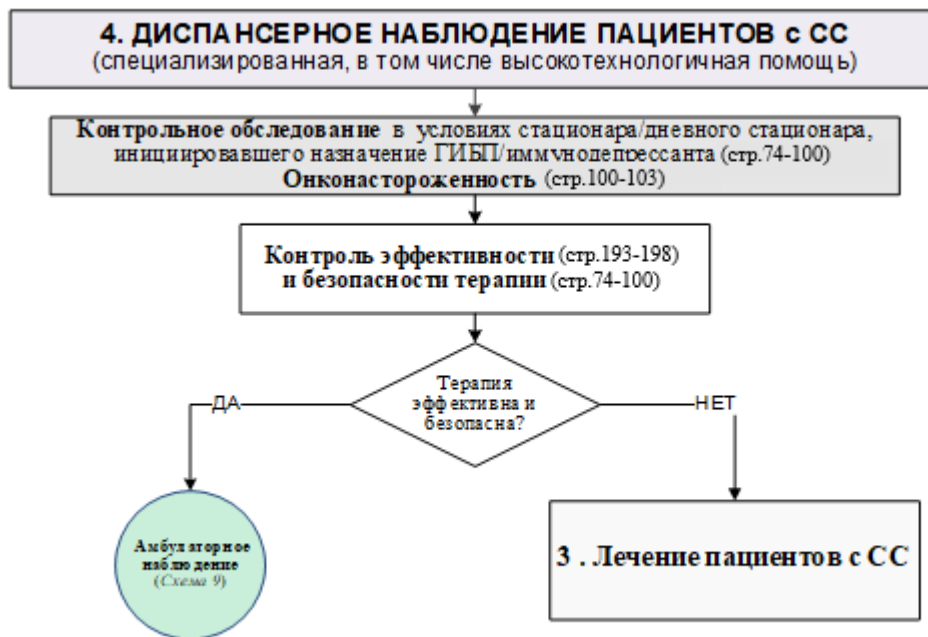 4. ДИСПАНСЕРНОЕ НАБЛЮДЕНИЕ ПАЦИЕНТОВ с СС
(специализированная, в том числе высокотехнологичная помощь)
Контрольное обследование в условиях стационара/дневного стационара,
инициировавшего назначение ГИБП/иммунодепрессанта (стр.74-100)
Онконастороженность (стр.100-103)
Контроль эффективности (стр.193-198)
и безопасности терапии (стр.74-100)
Терапия
эффективна и
безопасна?
ДА
НЕТ
Амбулаторное
наблюдение
(Схема 9)
3 . Лечение пациентов с СС